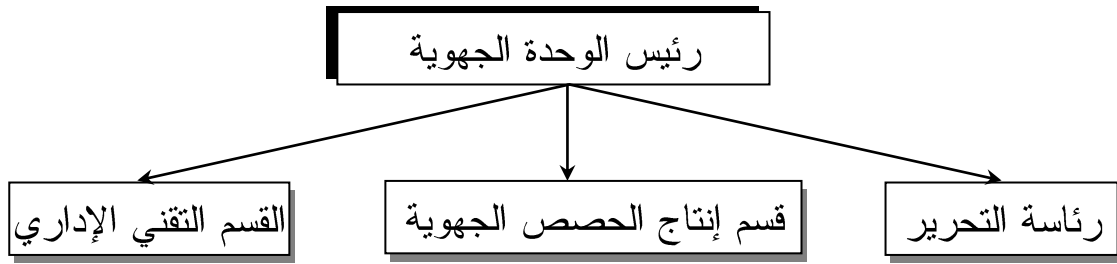 رئيس الوحدة الجهوية
رئاسة التحرير
قسم إنتاج الحصص الجهوية
القسم التقني الإداري